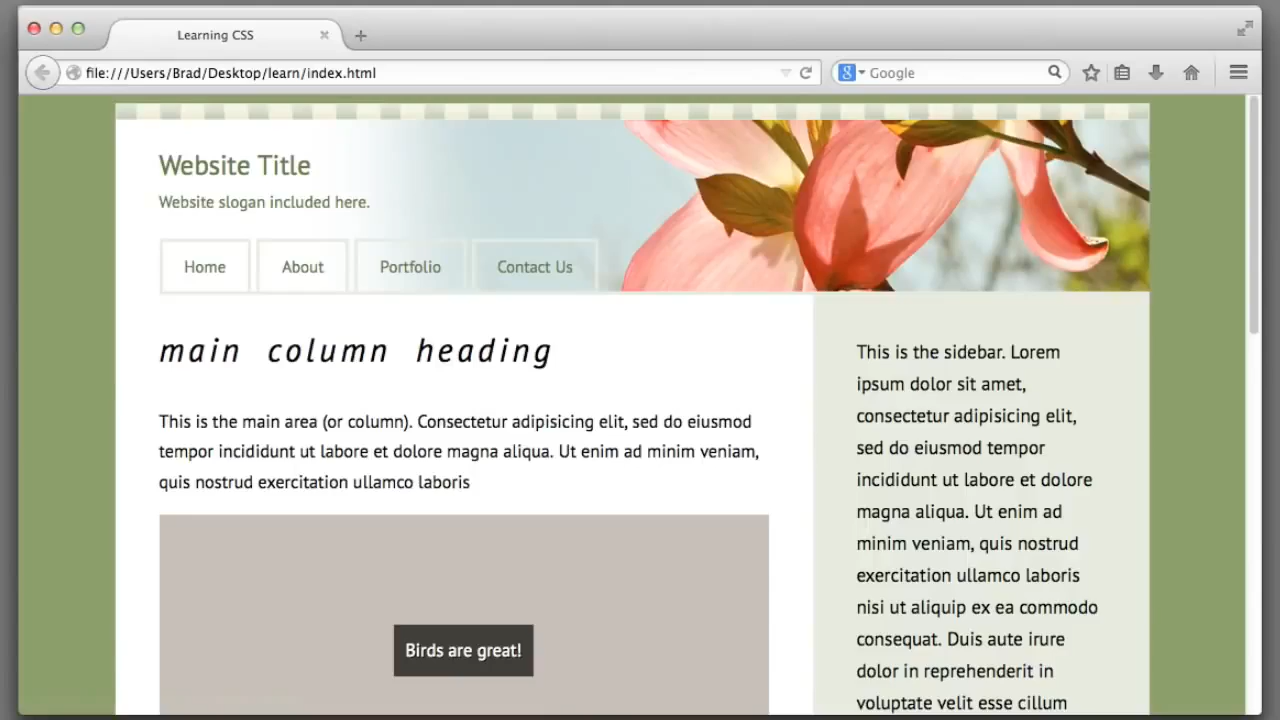 Learning CSS
file:///Users/Brad/Desktop/learn/index.html
Google
Website Title
Website slogan included here.
Home
About
Portfolio
Contact Us
main column heading
This is the main area (or column). Consectetur adipisicing elit, sed do eiusmod
tempor incididunt ut labore et dolore magna aliqua. Ut enim ad minim veniam,
quis nostrud exercitation ullamco laboris
Birds are great!
This is the sidebar. Lorem
ipsum dolor sit amet,
consectetur adipisicing elit,
sed do eiusmod tempor
incididunt ut labore et dolore
magna aliqua. Ut enim ad
minim veniam, quis nostrud
exercitation ullamco laboris
nisi ut aliquip ex ea commodo
consequat. Duis aute irure
dolor in reprehenderit in
voluptate velit esse cillum